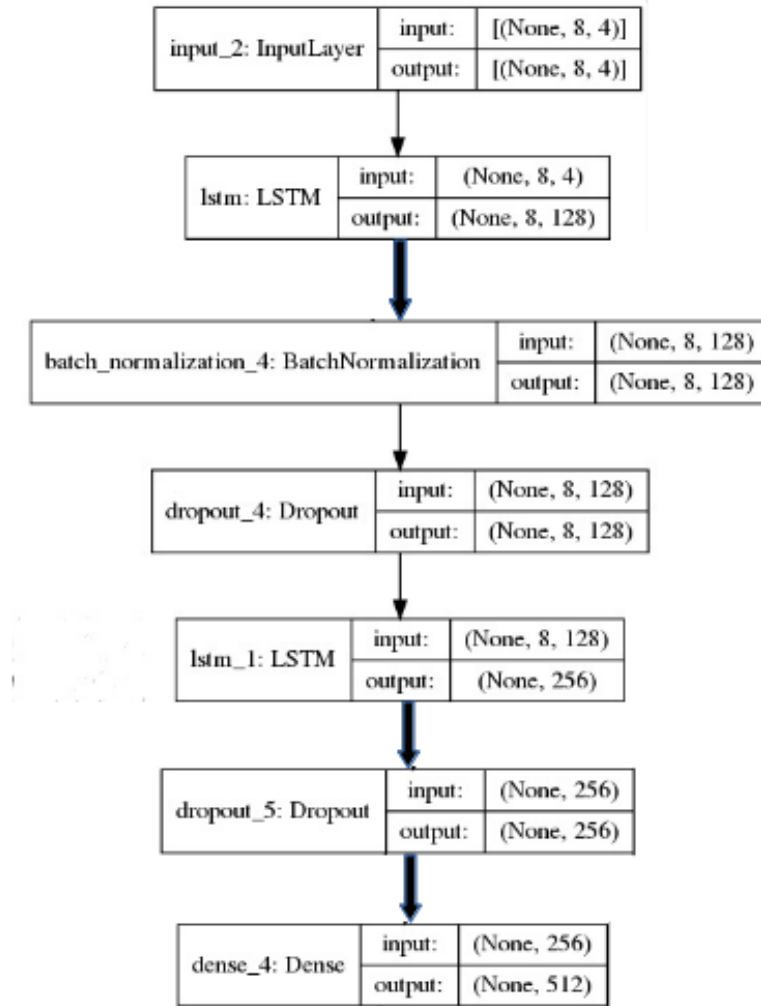 input_2: InputLayer
input: [(None, 8, 4)]
output: [(None, 8, 4)]
lstm: LSTM
input: (None, 8, 4)
output: (None, 8, 128)
batch_normalization_4: BatchNormalization
input: (None, 8, 128)
output: (None, 8, 128)
dropout_4: Dropout
input: (None, 8, 128)
output: (None, 8, 128)
lstm_1: LSTM
input: (None, 8, 128)
output: (None, 256)
dropout_5: Dropout
input: (None, 256)
output: (None, 256)
dense_4: Dense
input: (None, 256)
output: (None, 512)